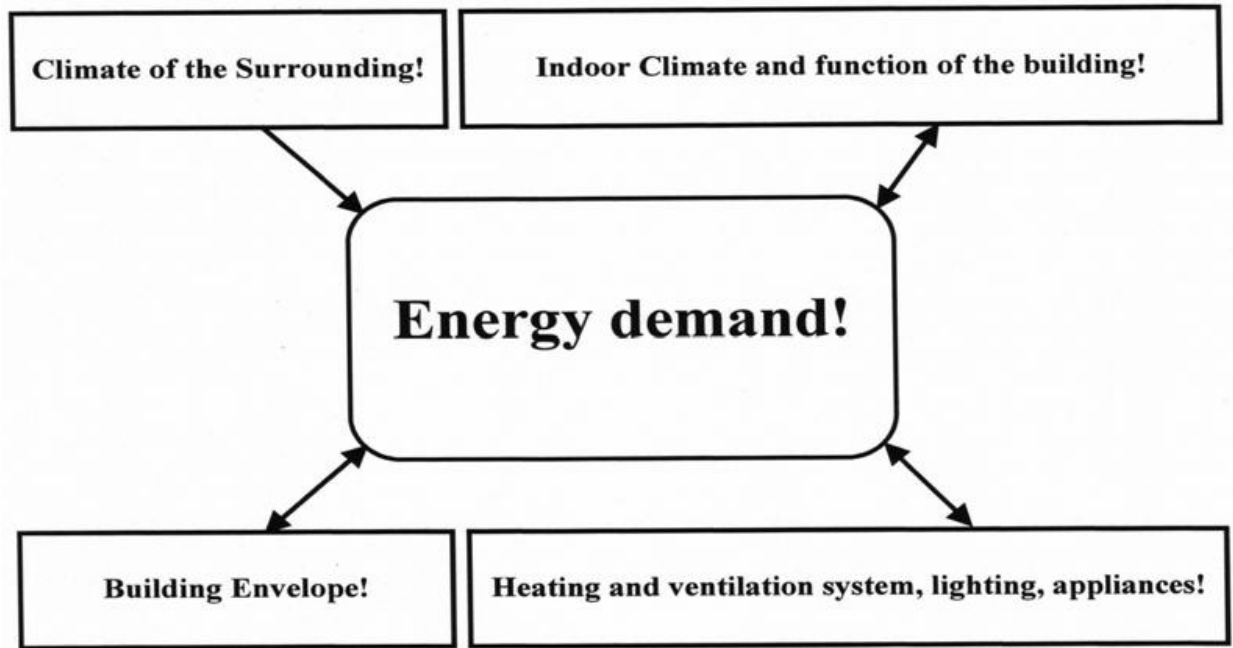 Climate of the Surrounding!
Indoor Climate and function of the building!
Energy demand!
Building Envelope!
Heating and ventilation system, lighting, appliances!